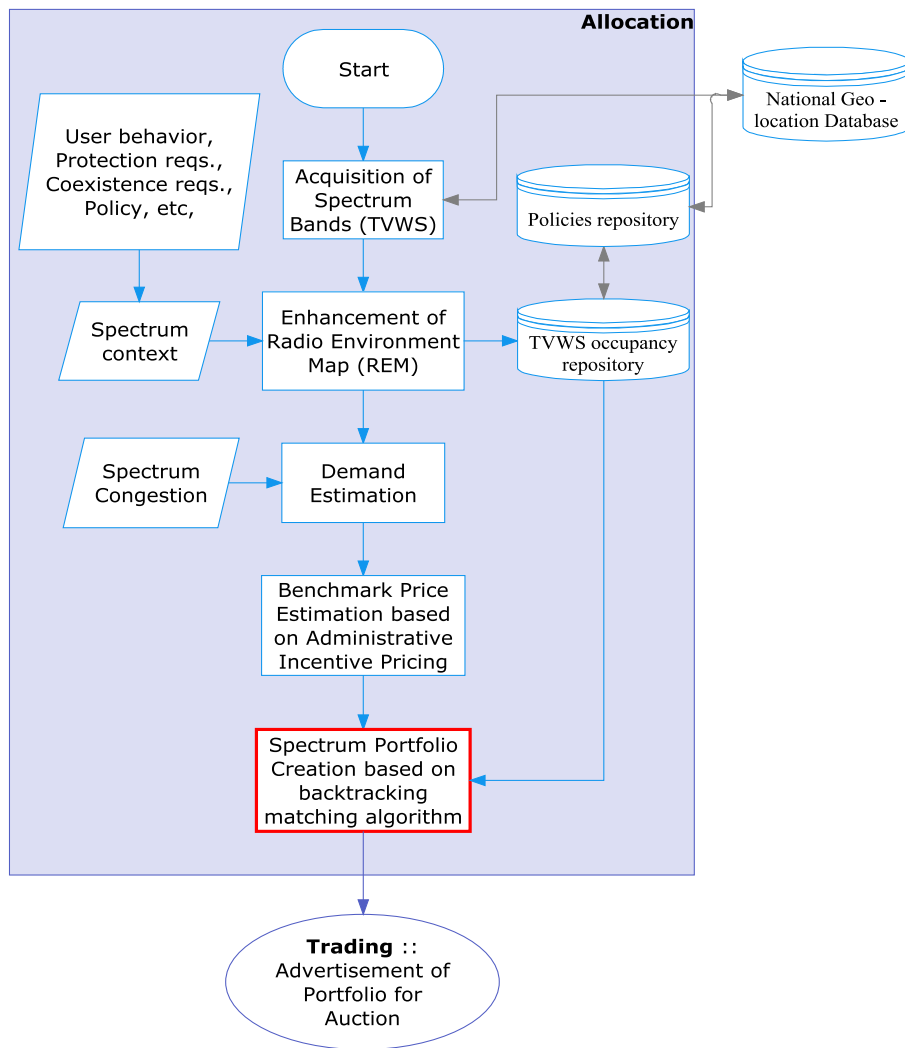 Allocation
Start
National Geo -
location Database
User behavior,
Protection reqs.,
Coexistence reqs.,
Policy, etc,
Acquisition of
Spectrum
Bands (TVWS)
Policies repository
Spectrum
context
Enhancement of
Radio Environment
Map (REM)
TVWS occupancy
repository
Spectrum
Congestion
Demand
Estimation
Benchmark Price
Estimation based
on Administrative
Incentive Pricing
Spectrum Portfolio
Creation based on
backtracking
matching algorithm
Trading ::
Advertisement of
Portfolio for
Auction